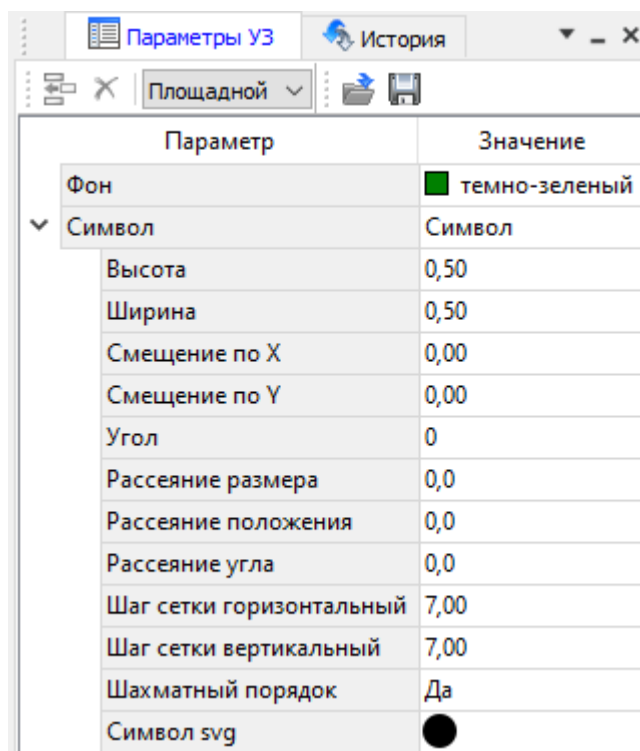 Параметры УЗ История
Площадной
Параметр Значение
Фон темно-зеленый
Символ Символ
Высота 0,50
Ширина 0,50
Смещение по X 0,00
Смещение по Y 0,00
Угол 0
Рассеяние размера 0,0
Рассеяние положения 0,0
Рассеяние угла 0,0
Шаг сетки горизонтальный 7,00
Шаг сетки вертикальный 7,00
Шахматный порядок Да
Символ svg